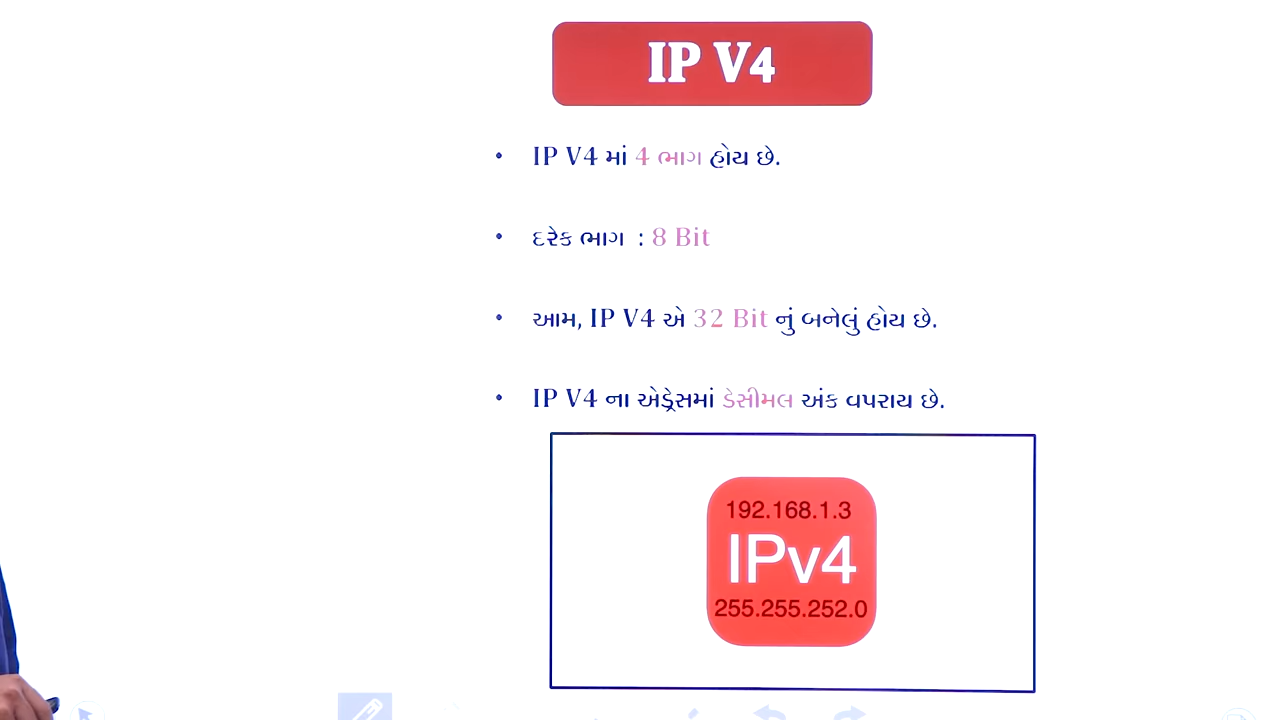 IP V4
• IP V4 માં 4 ભાગ હોય છે.
• દરેક ભાગ : 8 Bit
• આમ, IP V4 એ 32 Bit નું બનેલું હોય છે.
• IP V4 ના એડ્રેસમાં ડેસીમલ અંક વપરાય છે.
192.168.1.3
IPv4
255.255.252.0